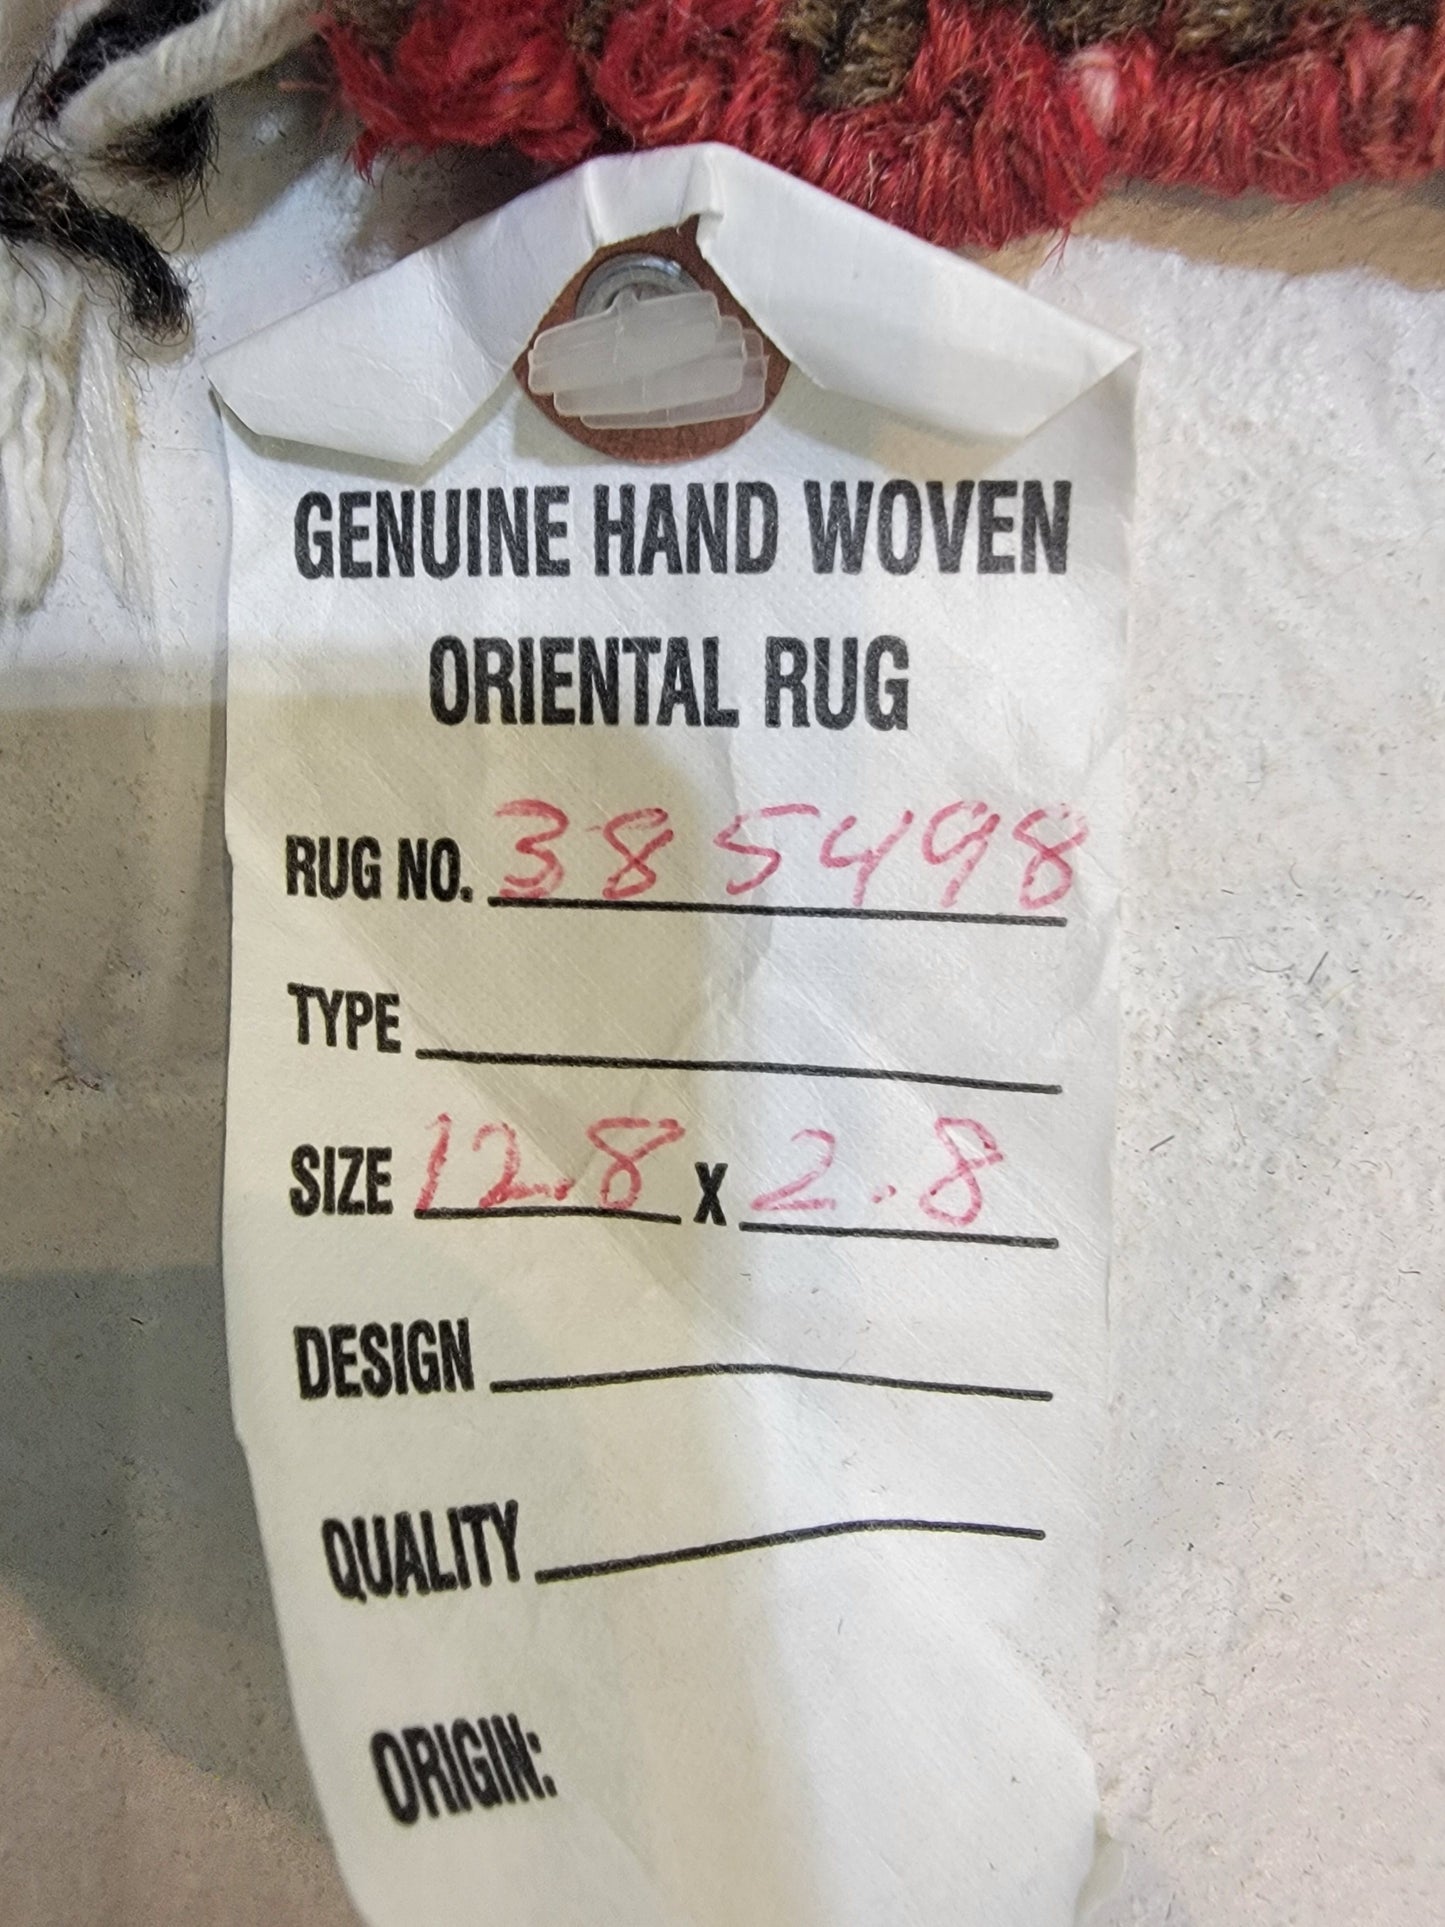 GENUINE HAND WOVEN
ORIENTAL RUG
RUG NO. 385498
TYPE
SIZE 12.8 X 2.8
DESIGN
QUALITY
ORIGIN: